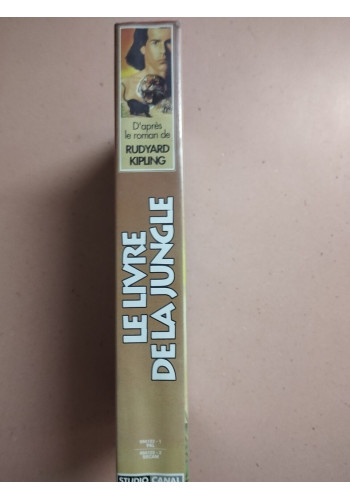 D'après
le roman de
RUDYARD
KIPLING
LE LIVRE
DE LA JUNGLE
STUDIO CANAL